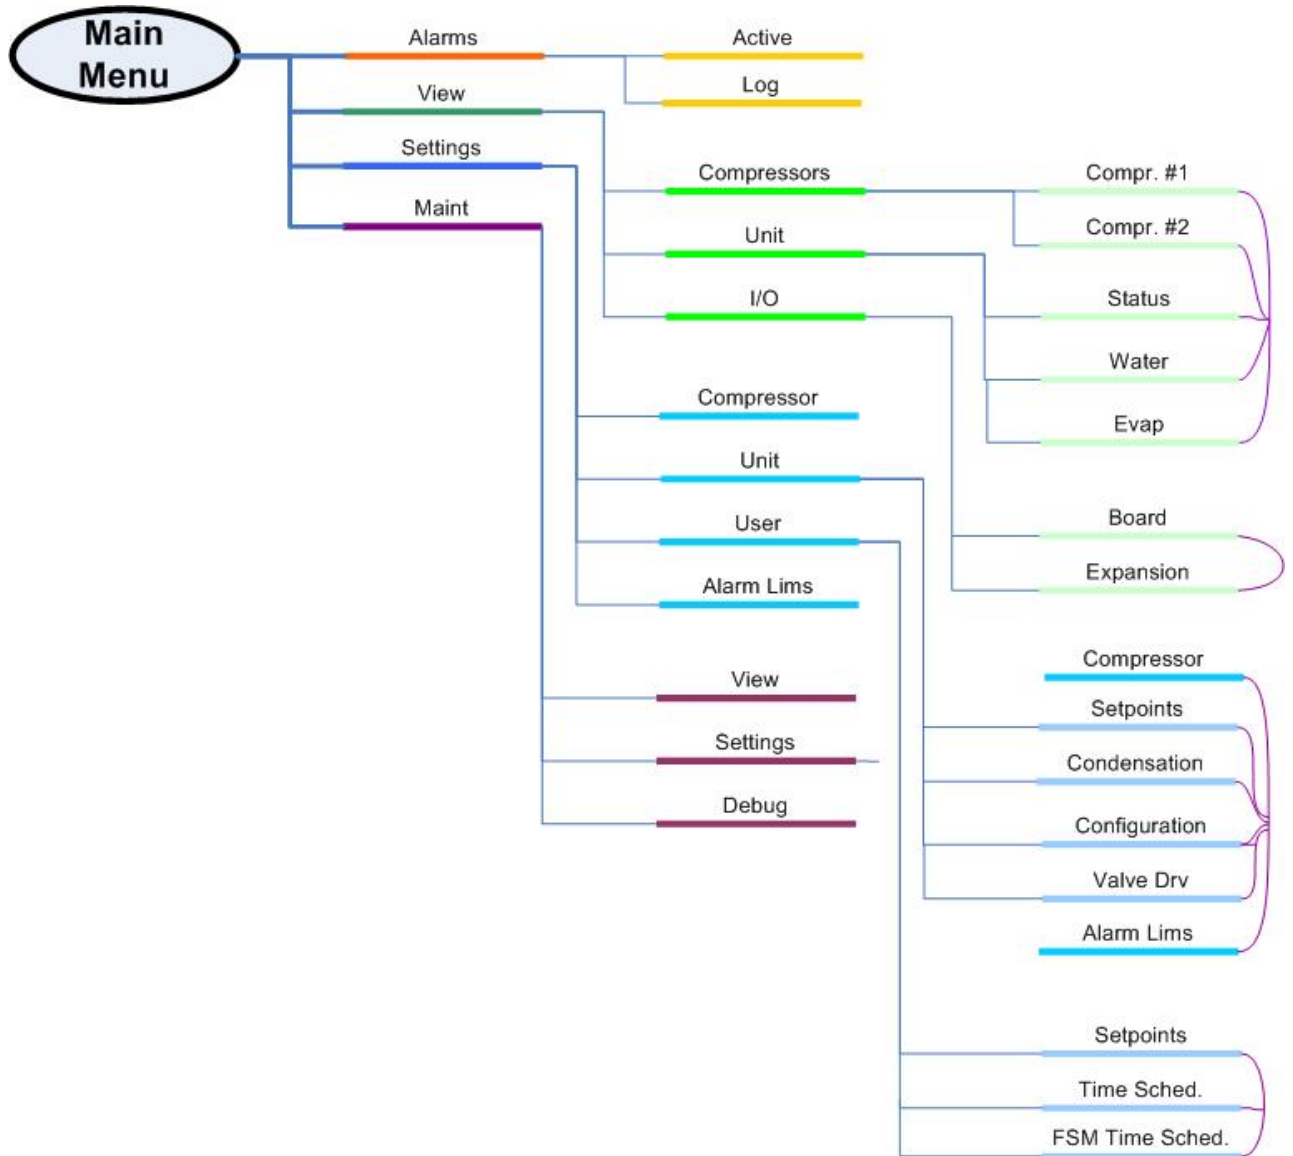 Main
Menu
Alarms
Active
Log
View
Settings
Maint
Compressors
Compr. #1
Compr. #2
Unit
Status
I/O
Water
Evap
Compressor
Unit
User
Alarm Lims
Board
Expansion
View
Settings
Debug
Compressor
Setpoints
Condensation
Configuration
Valve Drv
Alarm Lims
Setpoints
Time Sched.
FSM Time Sched.